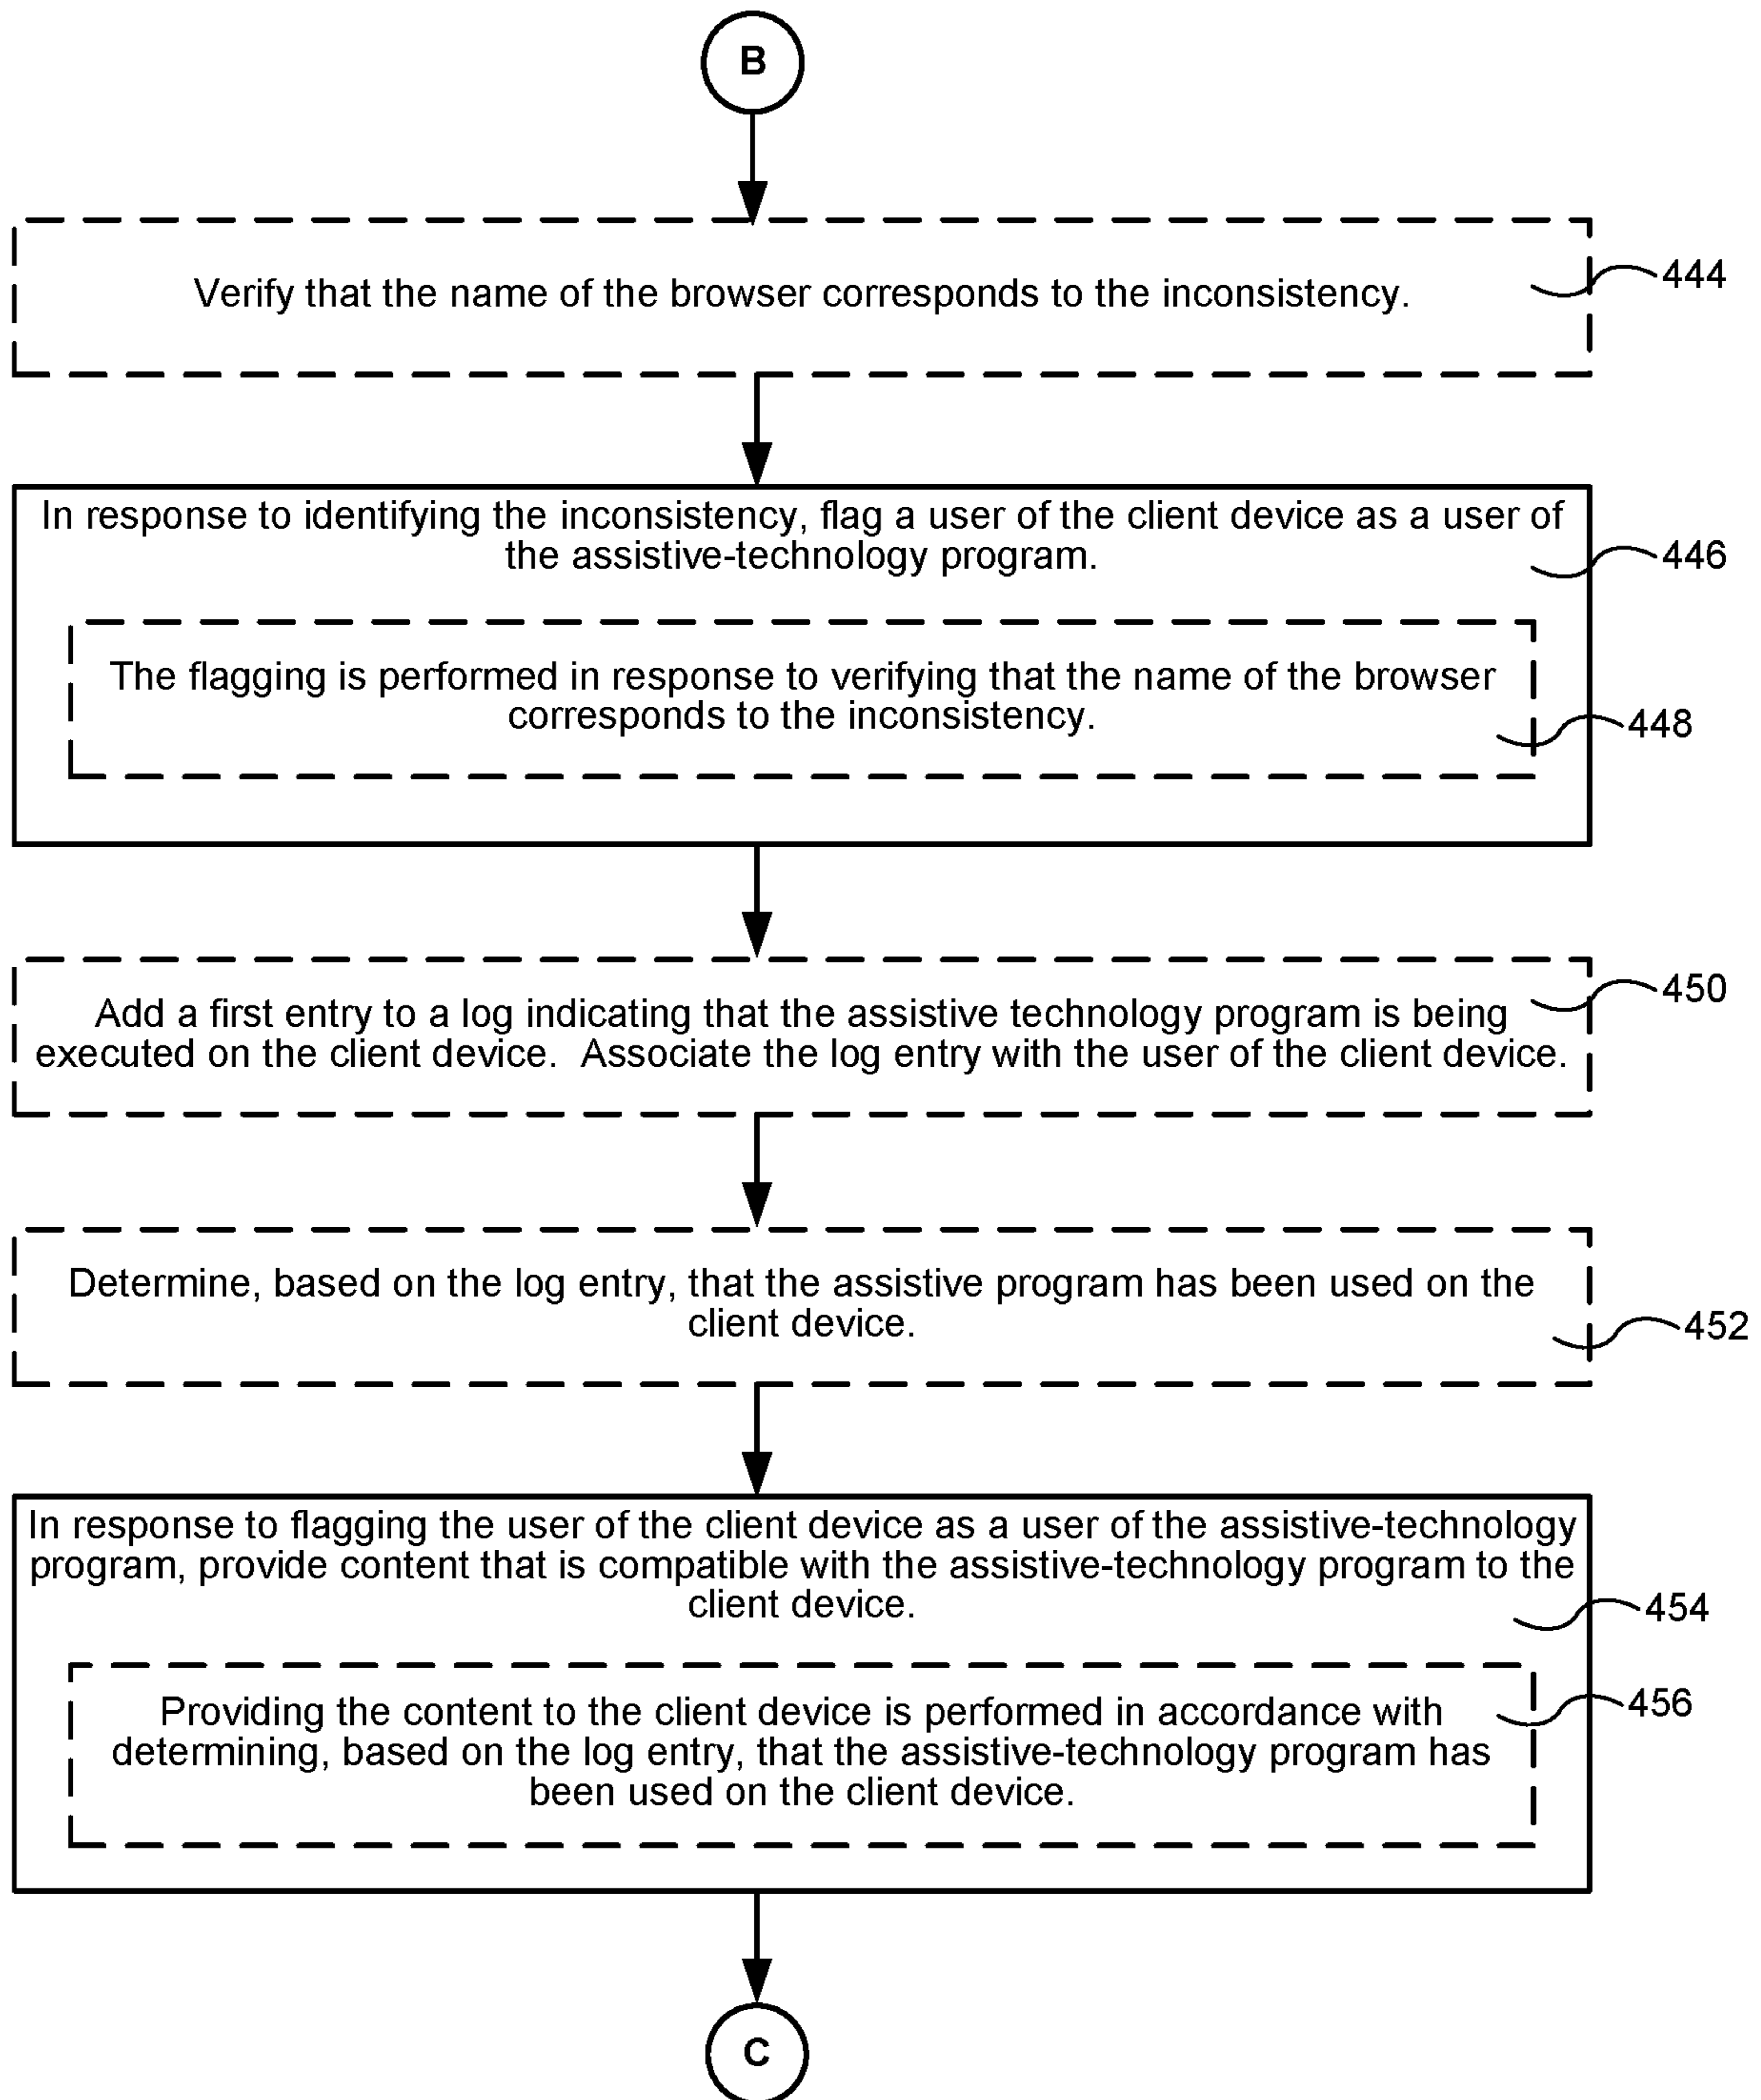 B
Verify that the name of the browser corresponds to the inconsistency.
444
In response to identifying the inconsistency, flag a user of the client device as a user of
the assistive-technology program.
446
The flagging is performed in response to verifying that the name of the browser
corresponds to the inconsistency.
448
Add a first entry to a log indicating that the assistive technology program is being
executed on the client device.  Associate the log entry with the user of the client device.
450
Determine, based on the log entry, that the assistive program has been used on the
client device.
452
In response to flagging the user of the client device as a user of the assistive-technology
program, provide content that is compatible with the assistive-technology program to the
client device.
454
Providing the content to the client device is performed in accordance with
determining, based on the log entry, that the assistive-technology program has
been used on the client device.
456
C